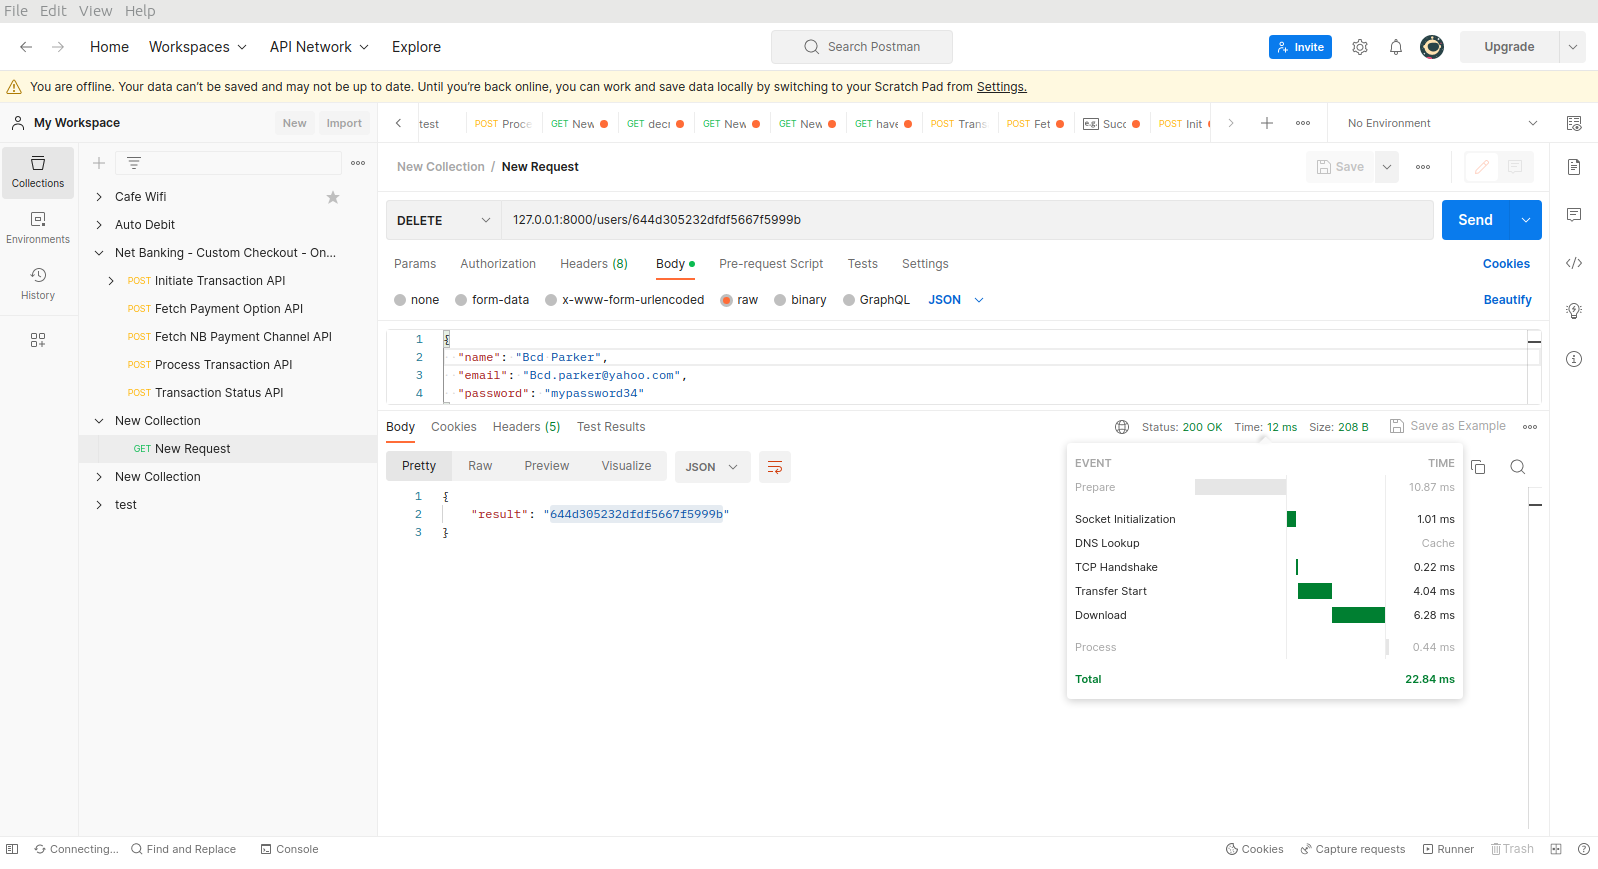 File Edit View Help
Home Workspaces API Network Explore Search Postman Invite Upgrade
You are offline. Your data can't be saved and may not be up to date. Until you're back online, you can work and save data locally by switching to your Scratch Pad from Settings.
My Workspace New Import
test POST Proce GET New GET decr GET New GET New GET have POST Trans POST Fet e.g. Succ POST Init No Environment
Collections
Environments
History
Cafe Wifi
Auto Debit
Net Banking - Custom Checkout - On...
POST Initiate Transaction API
POST Fetch Payment Option API
POST Fetch NB Payment Channel API
POST Process Transaction API
POST Transaction Status API
New Collection
GET New Request
New Collection
test
New Collection / New Request Save
DELETE 127.0.0.1:8000/users/644d305232dfdf5667f5999b Send
Params Authorization Headers (8) Body Pre-request Script Tests Settings Cookies
none form-data x-www-form-urlencoded raw binary GraphQL JSON Beautify
1 {
2 "name": "Bcd Parker",
3 "email": "Bcd.parker@yahoo.com",
4 "password": "mypassword34"
Body Cookies Headers (5) Test Results Status: 200 OK Time: 12 ms Size: 208 B Save as Example
Pretty Raw Preview Visualize JSON
1 {
2 "result": "644d305232dfdf5667f5999b"
3 }
EVENT TIME
Prepare 10.87 ms
Socket Initialization 1.01 ms
DNS Lookup Cache
TCP Handshake 0.22 ms
Transfer Start 4.04 ms
Download 6.28 ms
Process 0.44 ms
Total 22.84 ms
Connecting... Find and Replace Console Cookies Capture requests Runner Trash